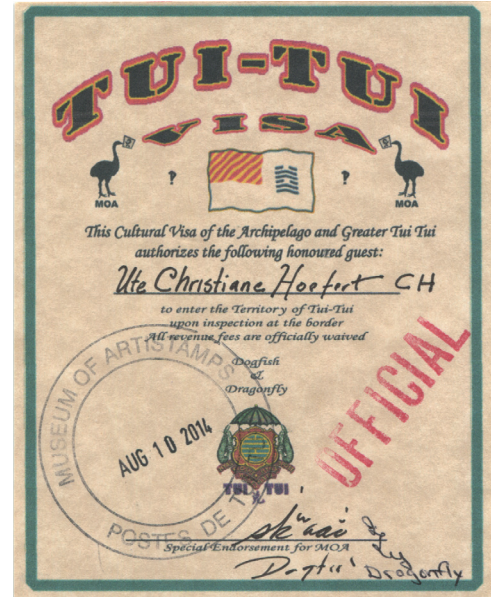 TUI-TUI
VISA
MOA ? ? MOA
This Cultural Visa of the Archipelago and Greater Tui Tui
authorizes the following honoured guest:
Ute Christiane Hoefert CH
to enter the Territory of Tui-Tui
upon inspection at the border
All revenue fees are officially waived
Dogfish
&
Dragonfly
MUSEUM OF ARTISTAMPS
AUG 10 2014
POSTES DE
OFFICIAL
TUI TUI
Special Endorsement for MOA
Dogfish
Dragonfly